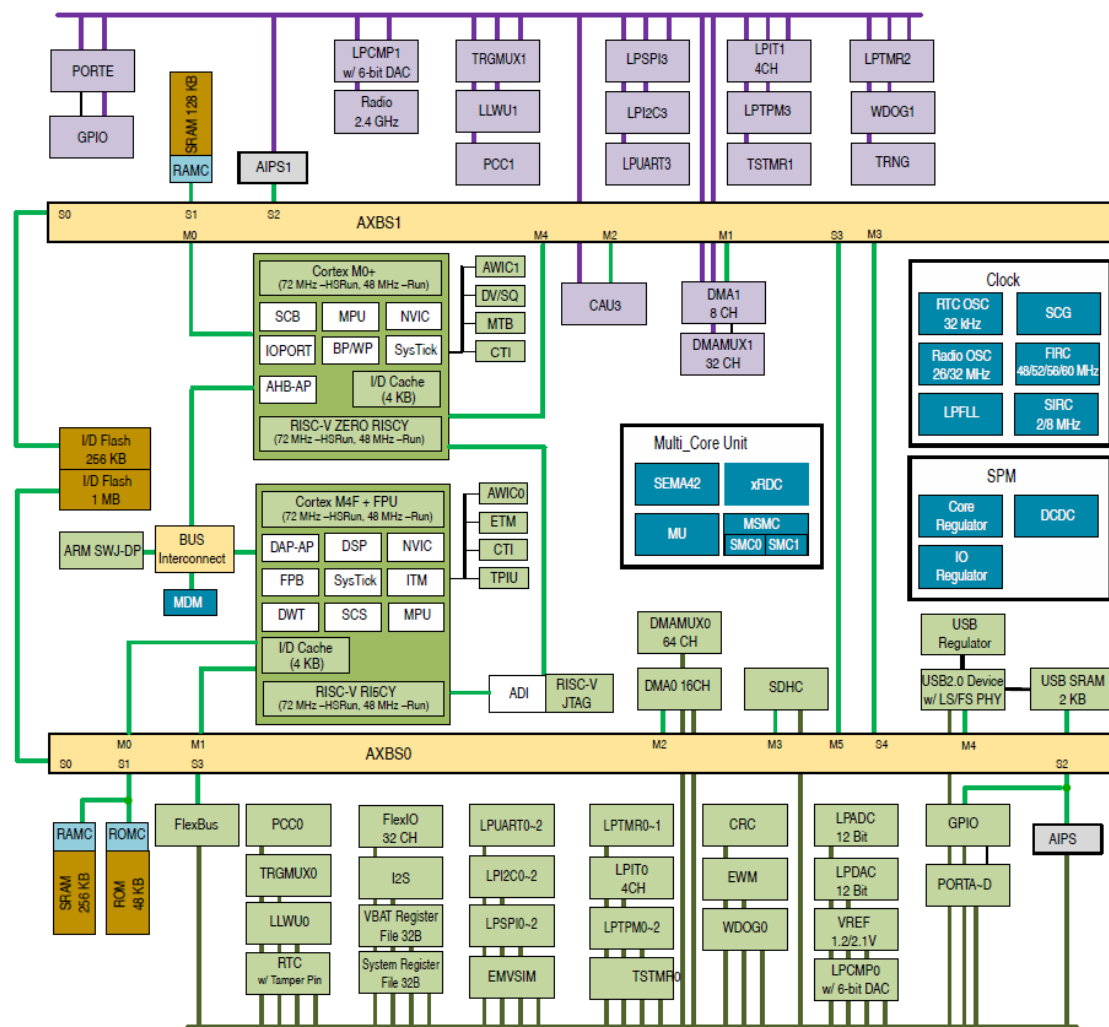 PORTE
GPIO
SRAM 128 KB
RAMC
AIPS1
LPCMP1
w/ 6-bit DAC
Radio
2.4 GHz
TRGMUX1
LLWU1
PCC1
LPSPI3
LPI2C3
LPUART3
LPIT1
4CH
LPTPM3
TSTMR1
LPTMR2
WDOG1
TRNG
S0
S1
S2
AXBS1
M0
M4
M2
M1
S3
M3
Cortex M0+
(72 MHz –HSRun, 48 MHz –Run)
SCB
MPU
NVIC
IOPORT
BP/WP
SysTick
AHB-AP
I/D Cache
(4 KB)
RISC-V ZERO RISCY
(72 MHz –HSRun, 48 MHz –Run)
AWIC1
DV/SQ
MTB
CTI
CAU3
DMA1
8 CH
DMAMUX1
32 CH
Clock
RTC OSC
32 kHz
SCG
Radio OSC
26/32 MHz
FIRC
48/52/56/60 MHz
LPFLL
SIRC
2/8 MHz
I/D Flash
256 KB
I/D Flash
1 MB
ARM SWJ-DP
BUS
Interconnect
MDM
Cortex M4F + FPU
(72 MHz –HSRun, 48 MHz –Run)
DAP-AP
DSP
NVIC
FPB
SysTick
ITM
DWT
SCS
MPU
I/D Cache
(4 KB)
RISC-V RI5CY
(72 MHz –HSRun, 48 MHz –Run)
AWIC0
ETM
CTI
TPIU
ADI
RISC-V
JTAG
Multi_Core Unit
SEMA42
xRDC
MU
MSMC
SMC0
SMC1
SPM
Core
Regulator
DCDC
IO
Regulator
DMAMUX0
64 CH
DMA0 16CH
SDHC
USB
Regulator
USB2.0 Device
w/ LS/FS PHY
USB SRAM
2 KB
M0
M1
AXBS0
M2
M3
M5
S4
M4
S0
S1
S3
S2
RAMC
SRAM
256 KB
ROMC
ROM
48 KB
FlexBus
PCC0
TRGMUX0
LLWU0
RTC
w/ Tamper Pin
FlexIO
32 CH
I2S
VBAT Register
File 32B
System Register
File 32B
LPUART0~2
LPI2C0~2
LPSPI0~2
EMVSIM
LPTMR0~1
LPIT0
4CH
LPTPM0~2
TSTMR0
CRC
EWM
WDOG0
LPADC
12 Bit
LPDAC
12 Bit
VREF
1.2/2.1V
LPCMP0
w/ 6-bit DAC
GPIO
PORTA~D
AIPS